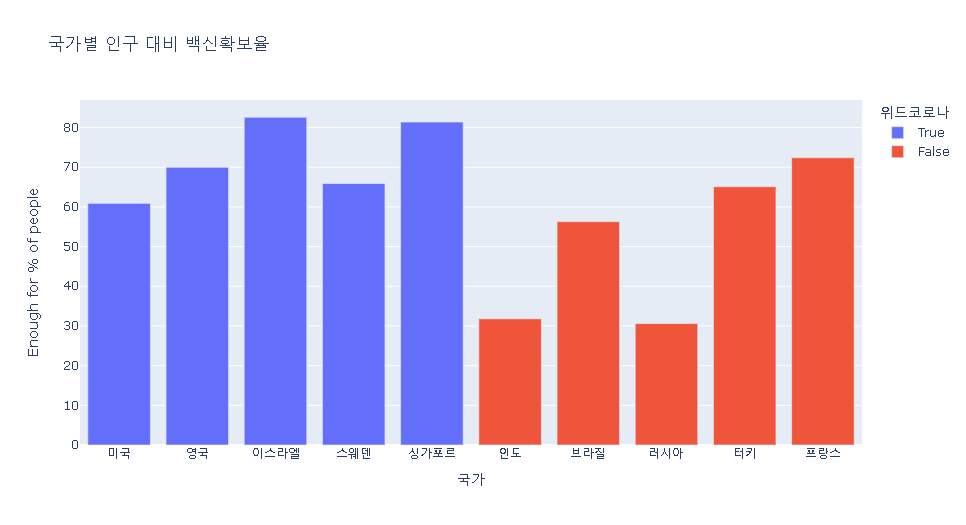 국가별 인구 대비 백신확보율
위드코로나
True
False
Enough for % of people
80
70
60
50
40
30
20
10
0
미국 영국 이스라엘 스웨덴 싱가포르 인도 브라질 러시아 터키 프랑스
국가